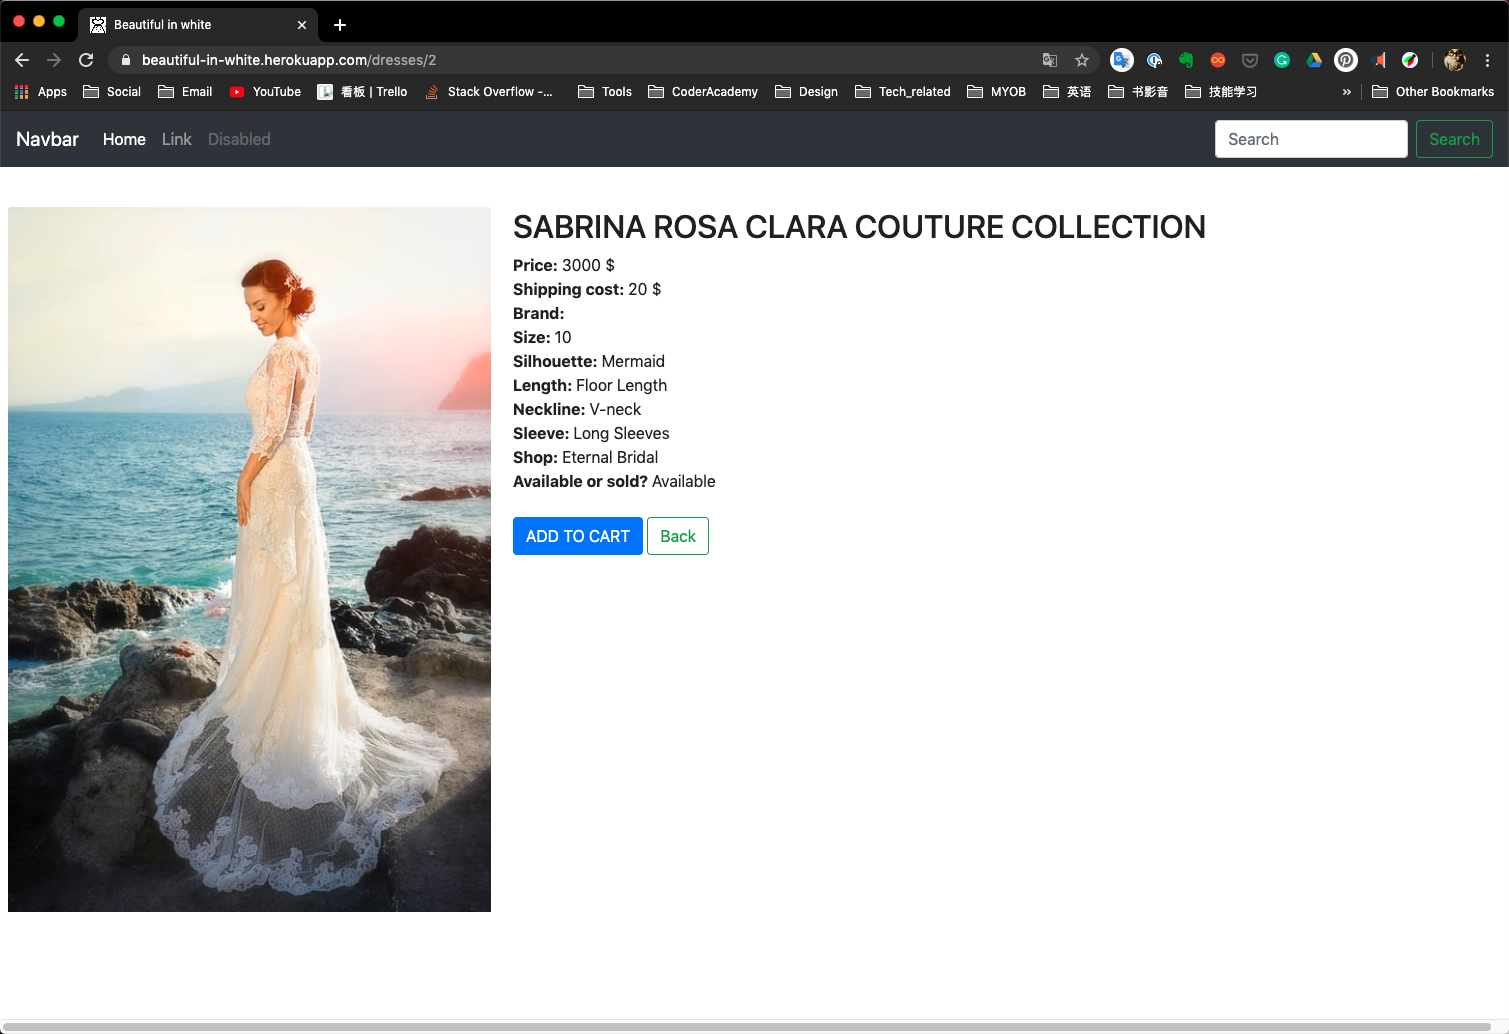 Beautiful in white
beautiful-in-white.herokuapp.com/dresses/2
Apps Social Email YouTube 看板 | Trello Stack Overflow -... Tools CoderAcademy Design Tech_related MYOB 英语 书影音 技能学习 » Other Bookmarks
Navbar Home Link Disabled Search Search
SABRINA ROSA CLARA COUTURE COLLECTION
Price: 3000 $
Shipping cost: 20 $
Brand:
Size: 10
Silhouette: Mermaid
Length: Floor Length
Neckline: V-neck
Sleeve: Long Sleeves
Shop: Eternal Bridal
Available or sold? Available
ADD TO CART Back